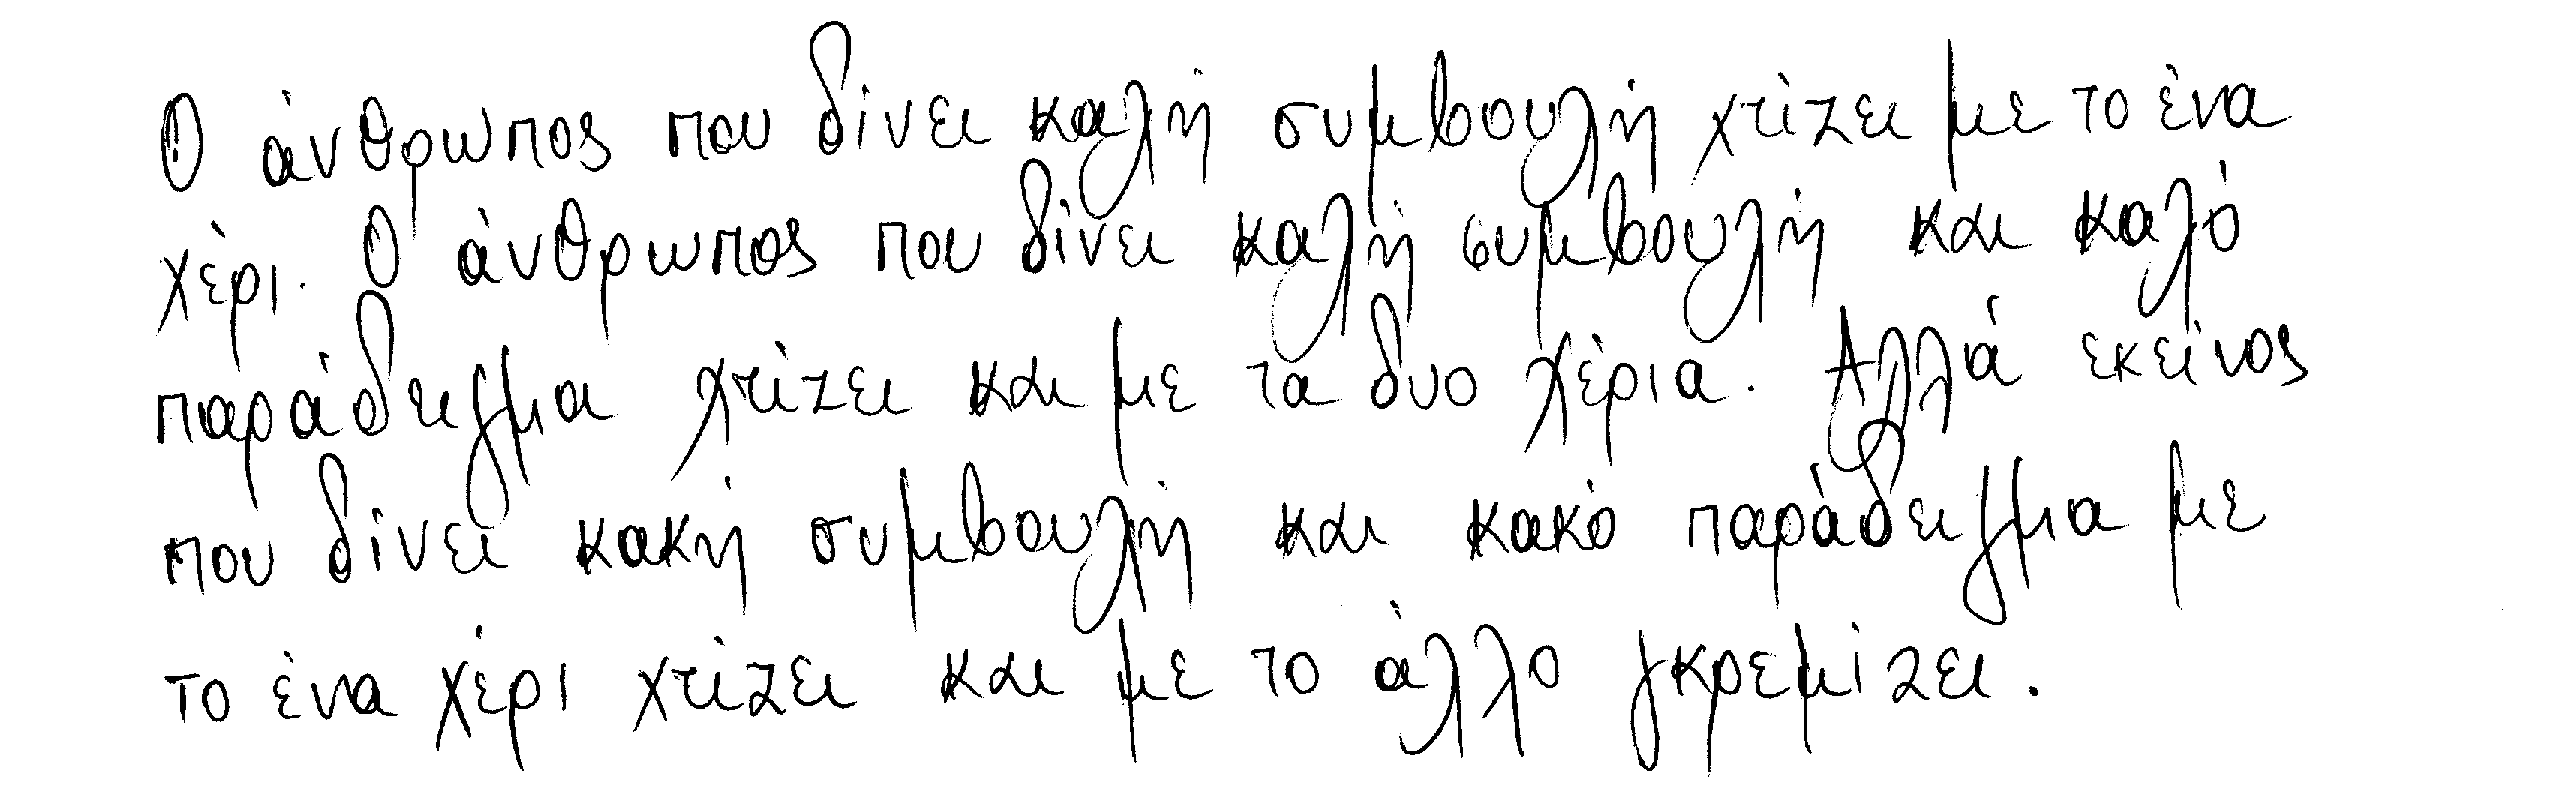 Ο άνθρωπος που δίνει καλή συμβουλή χτίζει με το ένα
χέρι. Ο άνθρωπος που δίνει καλή συμβουλή και καλό
παράδειγμα χτίζει και με τα δυο χέρια. Αλλά εκείνος
που δίνει κακή συμβουλή και κακό παράδειγμα με
το ένα χέρι χτίζει και με το άλλο γκρεμίζει.